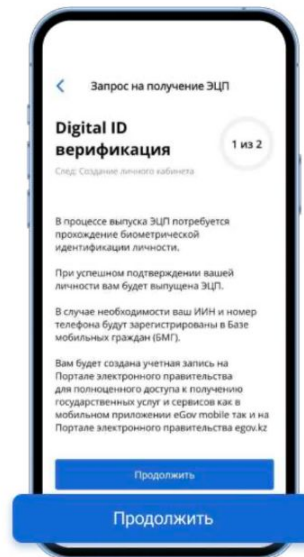 Запрос на получение ЭЦП
Digital ID
верификация
1 из 2
След: Создание личного кабинета
В процессе выпуска ЭЦП потребуется
прохождение биометрической
идентификации личности.
При успешном подтверждении вашей
личности вам будет выпущена ЭЦП.
В случае необходимости ваш ИИН и номер
телефона будут зарегистрированы в Базе
мобильных граждан (БМГ).
Вам будет создана учетная запись на
Портале электронного правительства
для полноценного доступа к получению
государственных услуг и сервисов как в
мобильном приложении eGov mobile так и на
Портале электронного правительства egov.kz
Продолжить
Продолжить